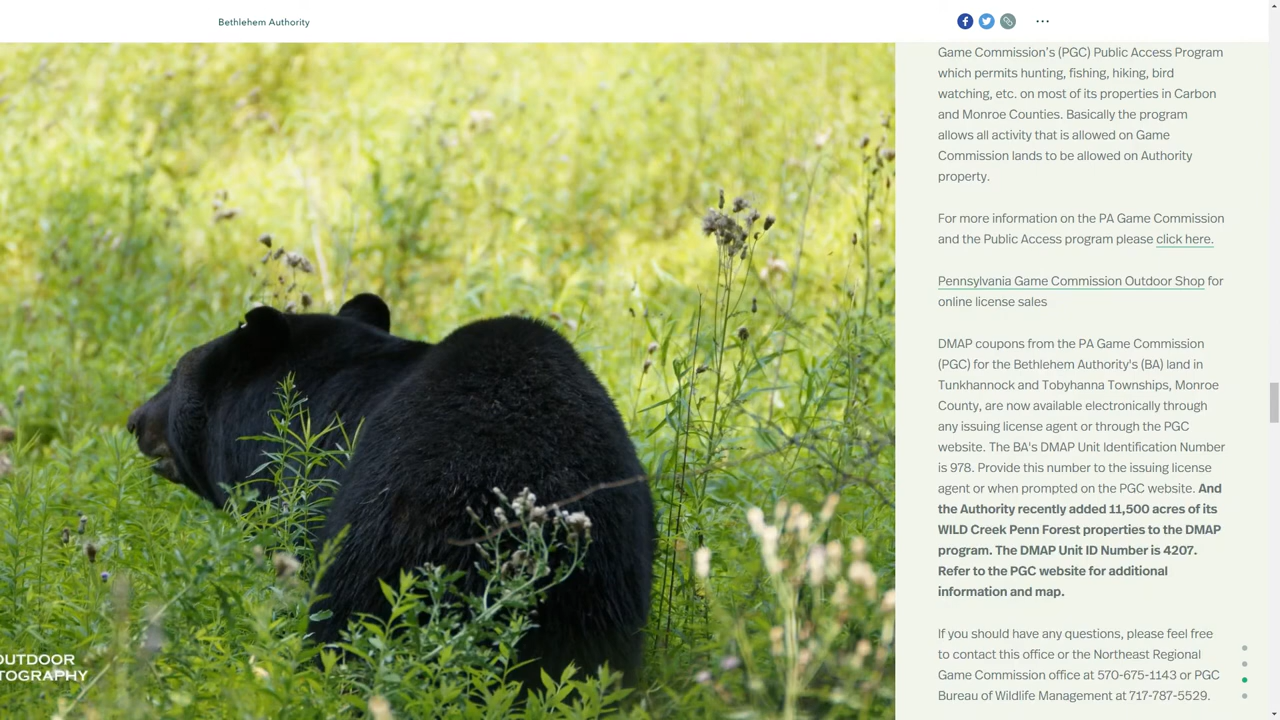 Bethlehem Authority
Game Commission's (PGC) Public Access Program
which permits hunting, fishing, hiking, bird
watching, etc. on most of its properties in Carbon
and Monroe Counties. Basically the program
allows all activity that is allowed on Game
Commission lands to be allowed on Authority
property.
For more information on the PA Game Commission
and the Public Access program please click here.
Pennsylvania Game Commission Outdoor Shop for
online license sales
DMAP coupons from the PA Game Commission
(PGC) for the Bethlehem Authority's (BA) land in
Tunkhannock and Tobyhanna Townships, Monroe
County, are now available electronically through
any issuing license agent or through the PGC
website. The BA's DMAP Unit Identification Number
is 978. Provide this number to the issuing license
agent or when prompted on the PGC website. And
the Authority recently added 11,500 acres of its
WILD Creek Penn Forest properties to the DMAP
program. The DMAP Unit ID Number is 4207.
Refer to the PGC website for additional
information and map.
If you should have any questions, please feel free
to contact this office or the Northeast Regional
Game Commission office at 570-675-1143 or PGC
Bureau of Wildlife Management at 717-787-5529.
OUTDOOR
TOGRAPHY